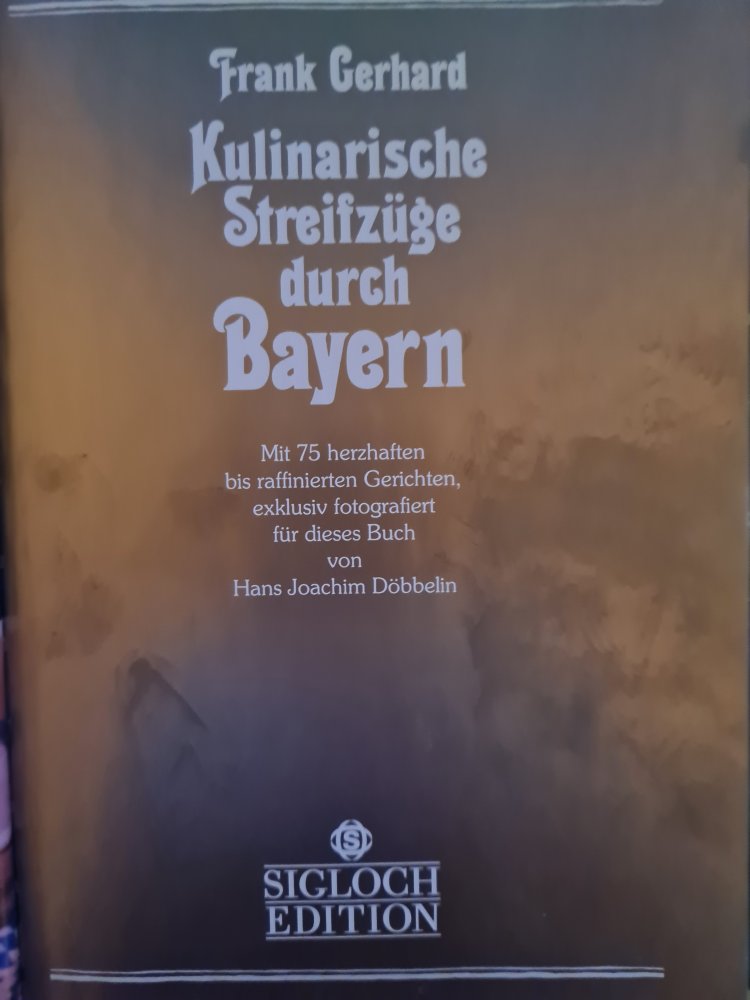 Frank Gerhard
Kulinarische
Streifzüge
durch
Bayern
Mit 75 herzhaften
bis raffinierten Gerichten,
exklusiv fotografiert
für dieses Buch
von
Hans Joachim Döbbelin
S
SIGLOCH
EDITION